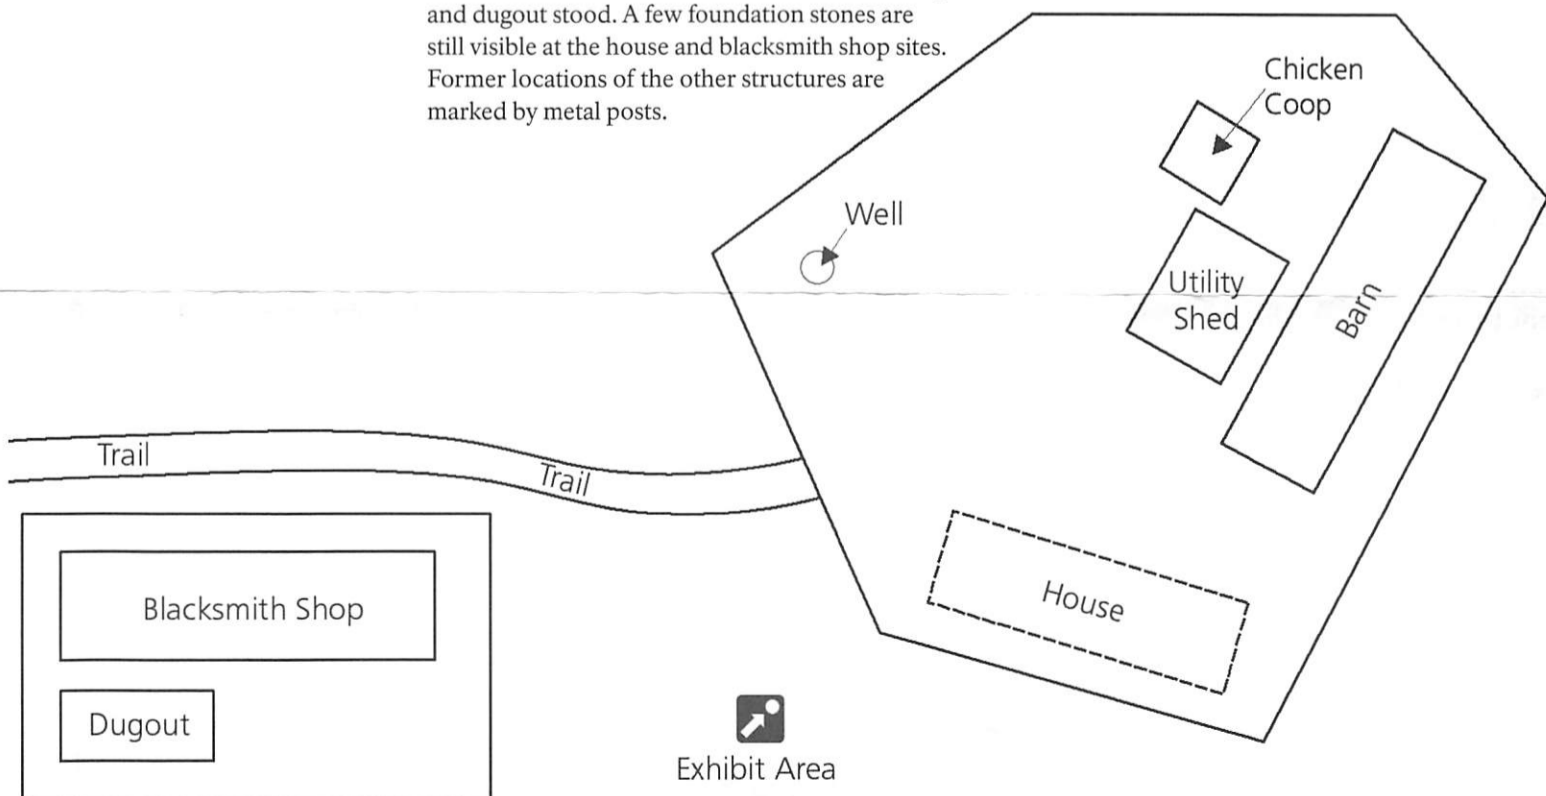 and dugout stood. A few foundation stones are
still visible at the house and blacksmith shop sites.
Former locations of the other structures are
marked by metal posts.
Chicken
Coop
Well
Utility
Shed
Barn
Trail
Trail
House
Blacksmith Shop
Dugout
Exhibit Area